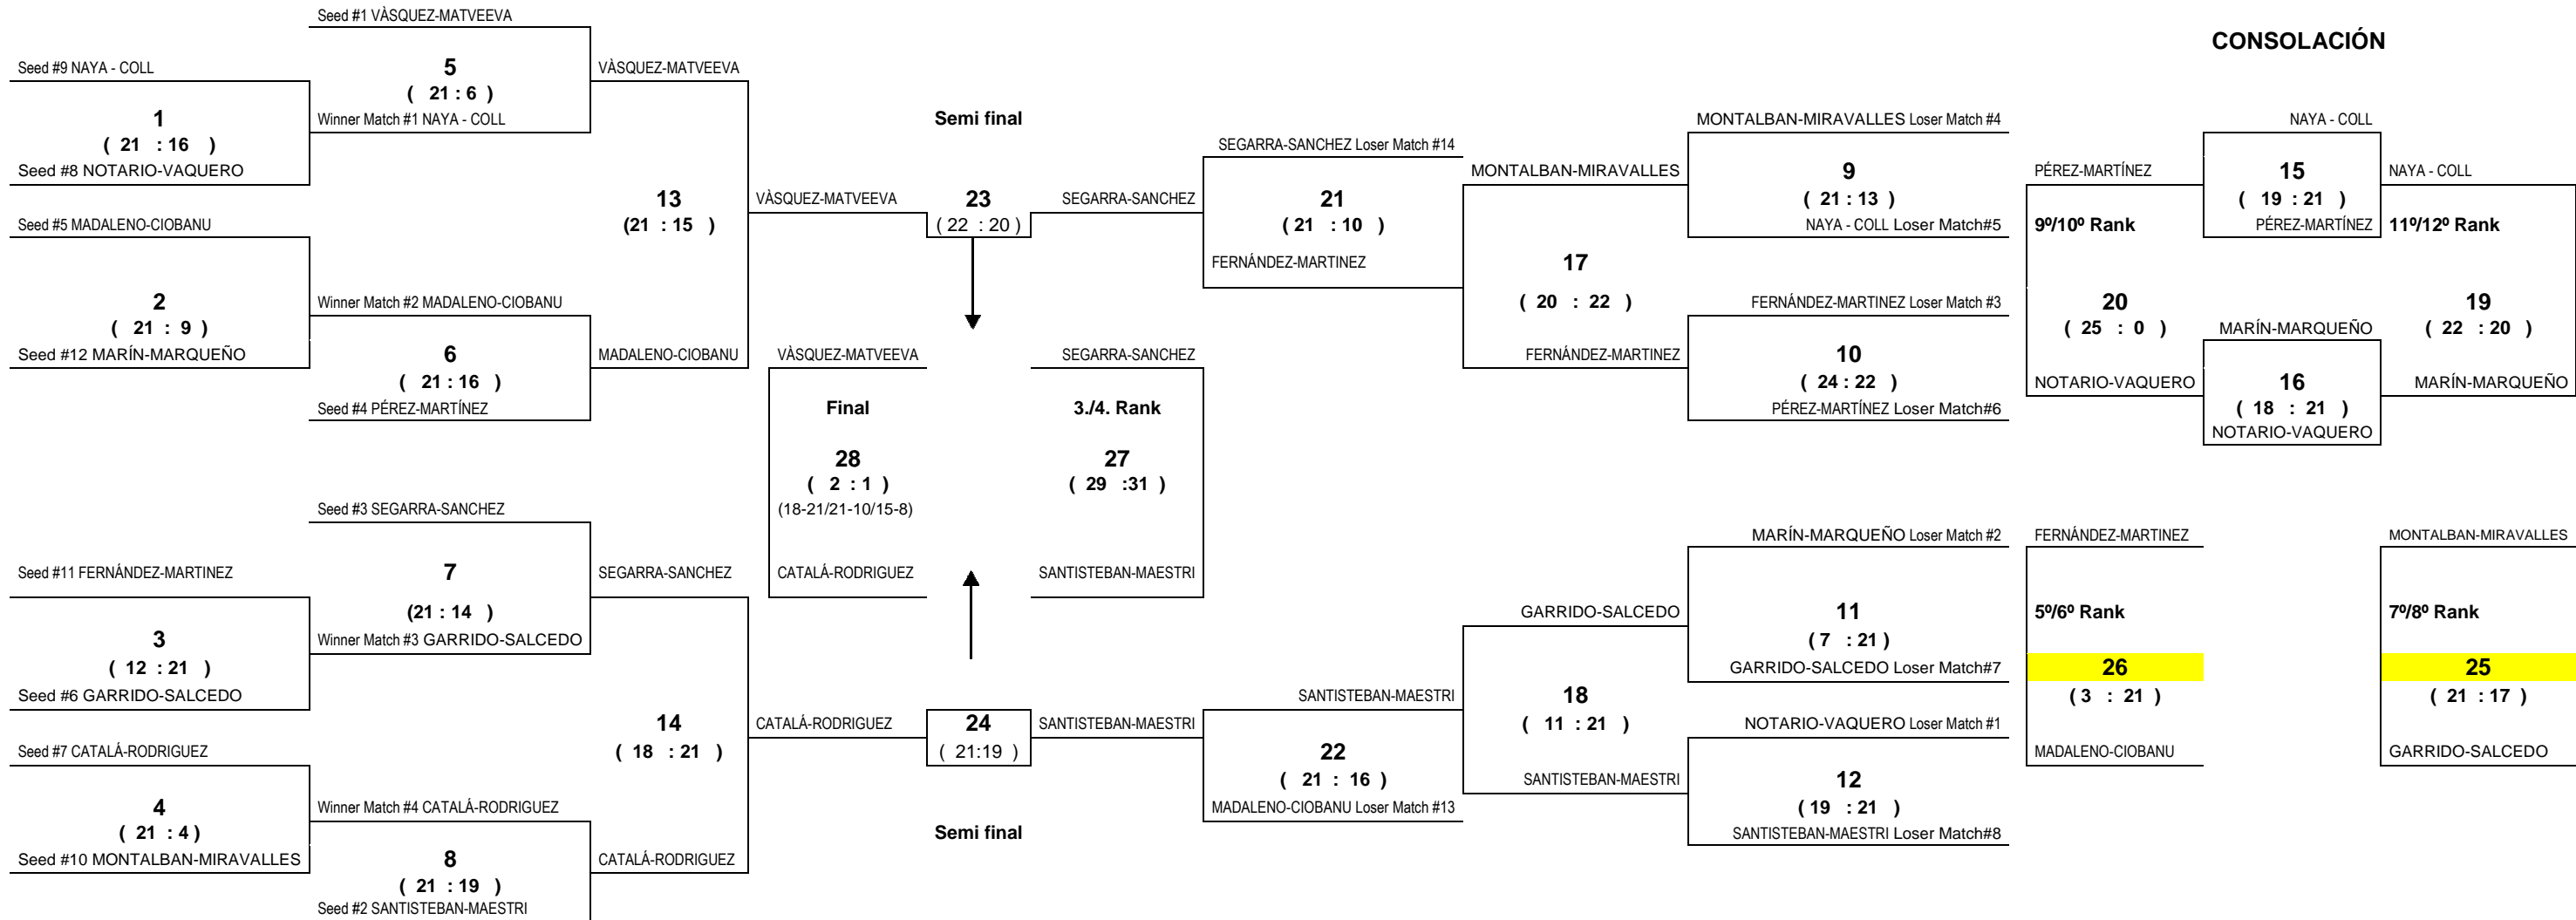 Seed #1 VÀSQUEZ-MATVEEVA
CONSOLACIÓN
Seed #9 NAYA - COLL
5
VÀSQUEZ-MATVEEVA
( 21 : 6 )
1
Winner Match #1 NAYA - COLL
( 21 : 16 )
Seed #8 NOTARIO-VAQUERO
13
(21 : 15 )
VÀSQUEZ-MATVEEVA
Seed #5 MADALENO-CIOBANU
2
( 21 : 9 )
Seed #12 MARÍN-MARQUEÑO
Winner Match #2 MADALENO-CIOBANU
6
( 21 : 16 )
Seed #4 PÉREZ-MARTÍNEZ
MADALENO-CIOBANU
Semi final
23
( 22 : 20 )
SEGARRA-SANCHEZ
VÀSQUEZ-MATVEEVA
Final
28
( 2 : 1 )
(18-21/21-10/15-8)
CATALÁ-RODRIGUEZ
SEGARRA-SANCHEZ
3./4. Rank
27
( 29 :31 )
SANTISTEBAN-MAESTRI
Seed #3 SEGARRA-SANCHEZ
7
(21 : 14 )
Winner Match #3 GARRIDO-SALCEDO
SEGARRA-SANCHEZ
Seed #11 FERNÁNDEZ-MARTINEZ
3
( 12 : 21 )
Seed #6 GARRIDO-SALCEDO
14
( 18 : 21 )
CATALÁ-RODRIGUEZ
24
( 21:19 )
SANTISTEBAN-MAESTRI
Semi final
Seed #7 CATALÁ-RODRIGUEZ
4
( 21 : 4 )
Seed #10 MONTALBAN-MIRAVALLES
Winner Match #4 CATALÁ-RODRIGUEZ
8
( 21 : 19 )
Seed #2 SANTISTEBAN-MAESTRI
CATALÁ-RODRIGUEZ
SEGARRA-SANCHEZ Loser Match #14
21
( 21 : 10 )
FERNÁNDEZ-MARTINEZ
MONTALBAN-MIRAVALLES
17
( 20 : 22 )
FERNÁNDEZ-MARTINEZ
MONTALBAN-MIRAVALLES Loser Match #4
9
( 21 : 13 )
NAYA - COLL Loser Match#5
FERNÁNDEZ-MARTINEZ Loser Match #3
10
( 24 : 22 )
PÉREZ-MARTÍNEZ Loser Match#6
SANTISTEBAN-MAESTRI
22
( 21 : 16 )
MADALENO-CIOBANU Loser Match #13
GARRIDO-SALCEDO
18
( 11 : 21 )
SANTISTEBAN-MAESTRI
MARÍN-MARQUEÑO Loser Match #2
11
( 7 : 21 )
GARRIDO-SALCEDO Loser Match#7
NOTARIO-VAQUERO Loser Match #1
12
( 19 : 21 )
SANTISTEBAN-MAESTRI Loser Match#8
PÉREZ-MARTÍNEZ
9º/10º Rank
20
( 25 : 0 )
NOTARIO-VAQUERO
NAYA - COLL
15
( 19 : 21 )
PÉREZ-MARTÍNEZ
MARÍN-MARQUEÑO
16
( 18 : 21 )
NOTARIO-VAQUERO
NAYA - COLL
11º/12º Rank
19
( 22 : 20 )
MARÍN-MARQUEÑO
FERNÁNDEZ-MARTINEZ
5º/6º Rank
26
( 3 : 21 )
MADALENO-CIOBANU
MONTALBAN-MIRAVALLES
7º/8º Rank
25
( 21 : 17 )
GARRIDO-SALCEDO